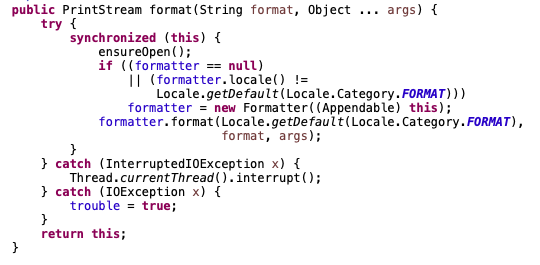 public PrintStream format(String format, Object ... args) {
    try {
        synchronized (this) {
            ensureOpen();
            if ((formatter == null)
                || (formatter.locale() !=
                    Locale.getDefault(Locale.Category.FORMAT)))
                formatter = new Formatter((Appendable) this);
            formatter.format(Locale.getDefault(Locale.Category.FORMAT),
                             format, args);
        }
    } catch (InterruptedIOException x) {
        Thread.currentThread().interrupt();
    } catch (IOException x) {
        trouble = true;
    }
    return this;
}